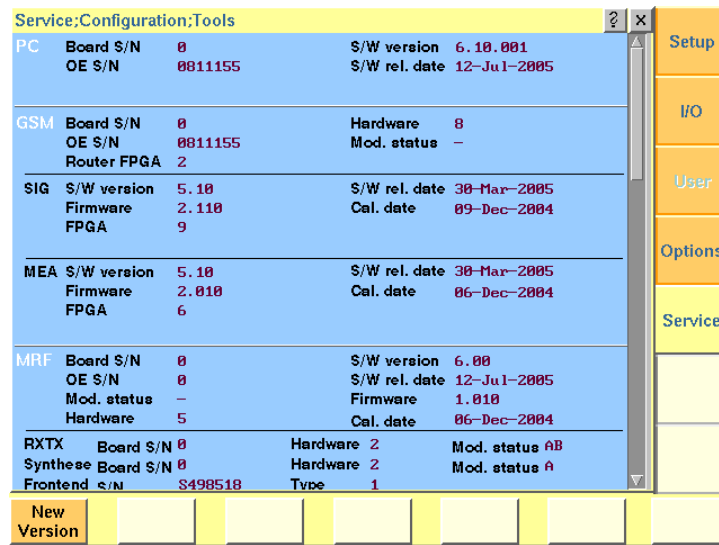 Service;Configuration;Tools ? x
PC Board S/N 0 S/W version 6.10.001
OE S/N 0811155 S/W rel. date 12-Jul-2005
GSM Board S/N 0 Hardware 8
OE S/N 0811155 Mod. status -
Router FPGA 2
SIG S/W version 5.10 S/W rel. date 30-Mar-2005
Firmware 2.110 Cal. date 09-Dec-2004
FPGA 9
MEA S/W version 5.10 S/W rel. date 30-Mar-2005
Firmware 2.010 Cal. date 06-Dec-2004
FPGA 6
MRF Board S/N 0 S/W version 6.00
OE S/N 0 S/W rel. date 12-Jul-2005
Mod. status - Firmware 1.010
Hardware 5 Cal. date 06-Dec-2004
RXTX Board S/N 0 Hardware 2 Mod. status AB
Synthese Board S/N 0 Hardware 2 Mod. status A
Frontend S/N S498518 Type 1
Setup
I/O
User
Options
Service
New
Version